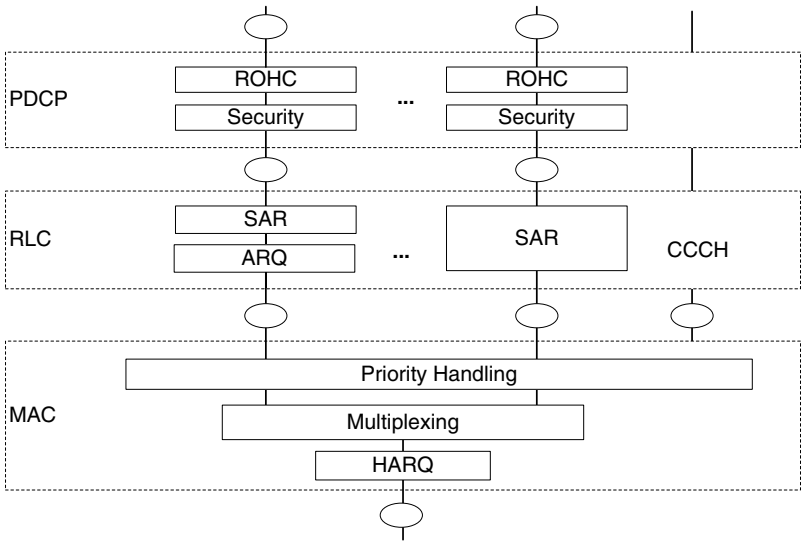 PDCP
ROHC
ROHC
...
Security
Security
RLC
SAR
SAR
ARQ
...
CCCH
MAC
Priority Handling
Multiplexing
HARQ